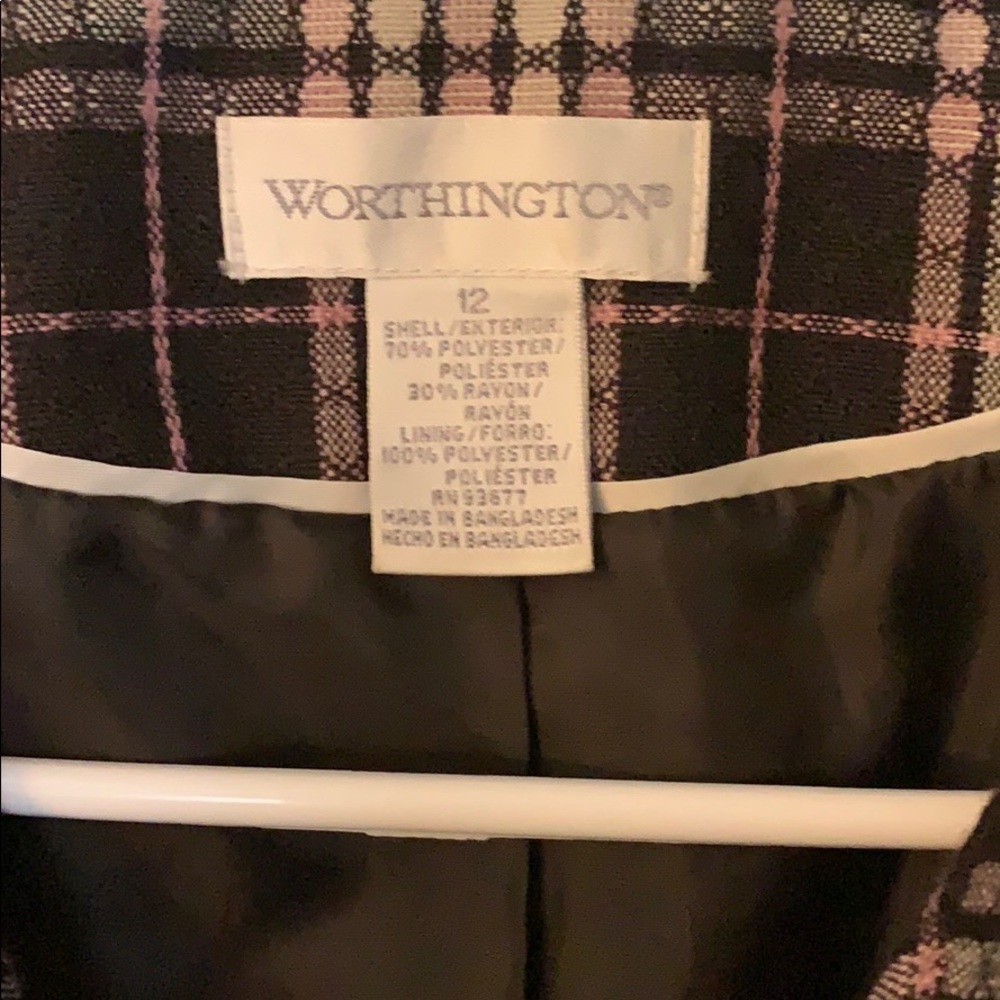 WORTHINGTON®
12
SHELL/EXTERIOR:
70% POLYESTER/
POLIÉSTER
30% RAYON/
RAYÓN
LINING/FORRO:
100% POLYESTER/
POLIÉSTER
RN 93677
MADE IN BANGLADESH
HECHO EN BANGLADESH